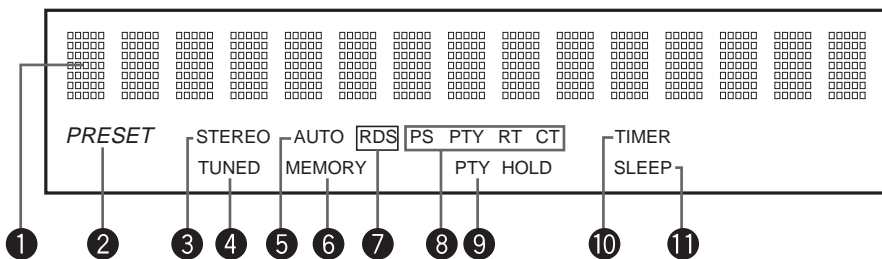 PRESET STEREO AUTO RDS PS PTY RT CT TIMER
TUNED MEMORY PTY HOLD SLEEP
1 2 3 4 5 6 7 8 9 10 11